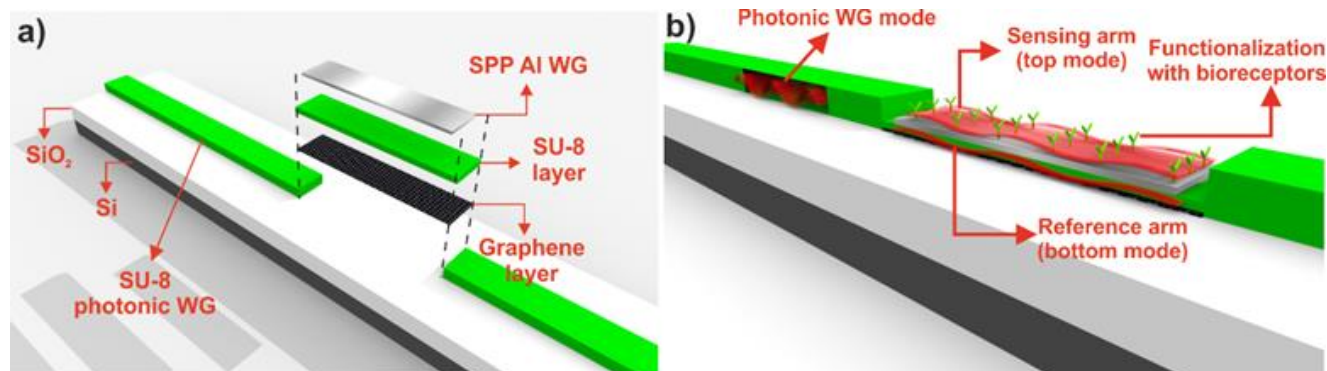 a)
SPP Al WG
SiO₂
Si
SU-8
layer
Graphene
layer
SU-8
photonic WG
b)
Photonic WG mode
Sensing arm
(top mode)
Functionalization
with bioreceptors
Reference arm
(bottom mode)